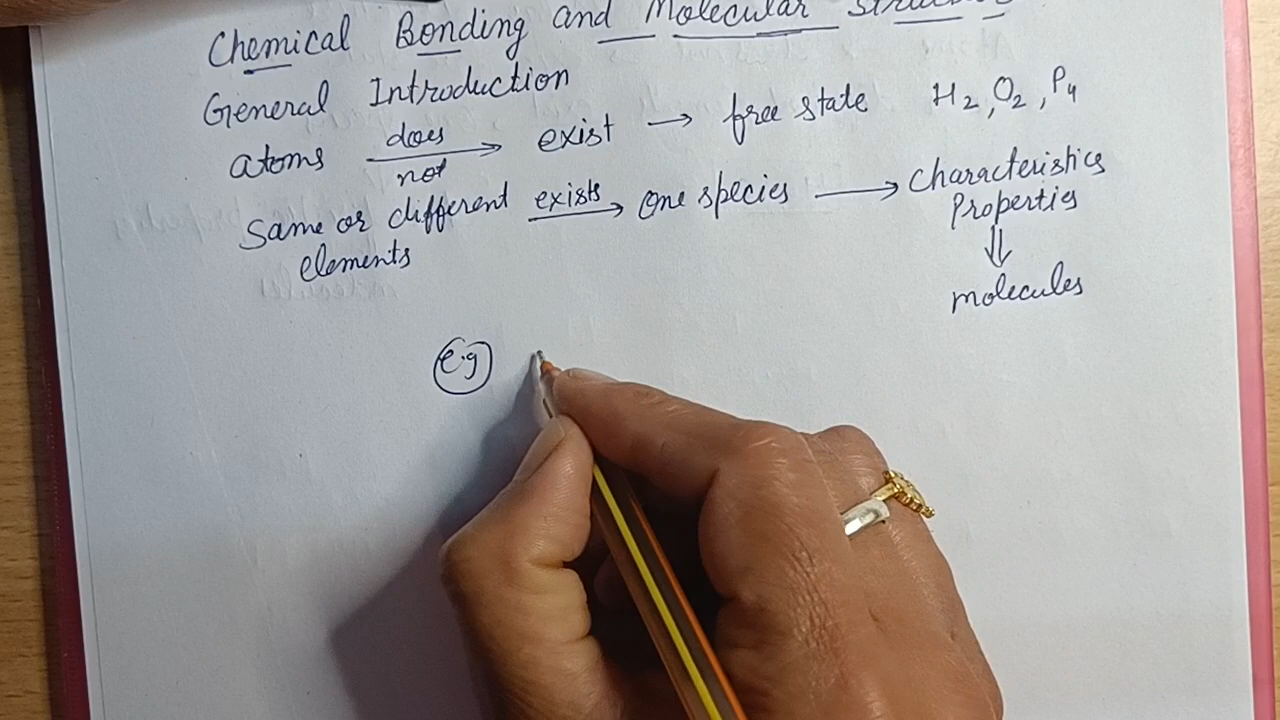 Chemical Bonding and Molecular Structure
General Introduction
atoms does not exist → free state H2, O2, P4
Same or different elements exists one species → Characteristics Properties
⇓
molecules
e.g